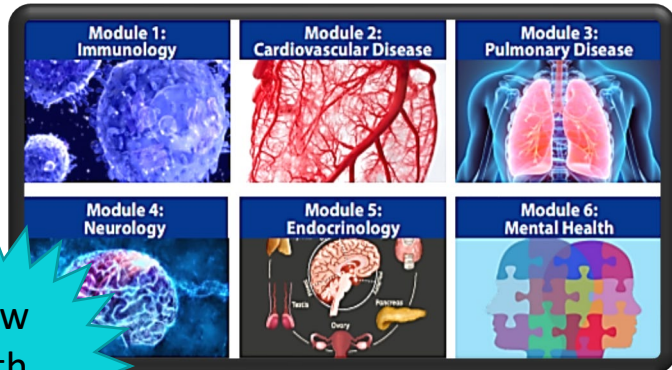 Module 1:
Immunology
Module 2:
Cardiovascular Disease
Module 3:
Pulmonary Disease
Module 4:
Neurology
Module 5:
Endocrinology
Module 6:
Mental Health
Testis
Pancreas
Ovary